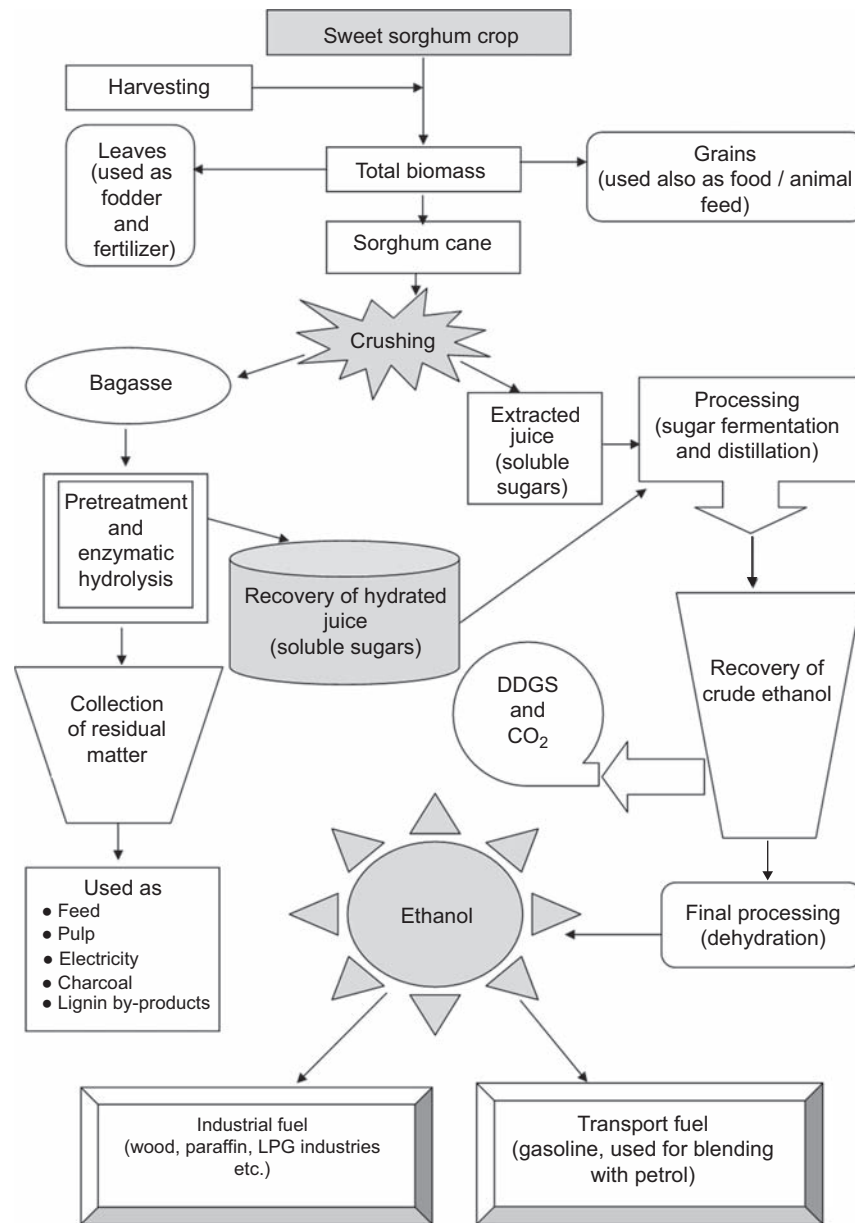 Sweet sorghum crop
Harvesting
Leaves
(used as
fodder
and
fertilizer)
Total biomass
Grains
(used also as food / animal
feed)
Sorghum cane
Crushing
Bagasse
Extracted
juice
(soluble
sugars)
Processing
(sugar fermentation
and distillation)
Pretreatment
and
enzymatic
hydrolysis
Recovery of hydrated
juice
(soluble sugars)
Recovery of
crude ethanol
Collection
of residual
matter
DDGS
and
CO₂
Used as
● Feed
● Pulp
● Electricity
● Charcoal
● Lignin by-products
Ethanol
Final processing
(dehydration)
Industrial fuel
(wood, paraffin, LPG industries
etc.)
Transport fuel
(gasoline, used for blending
with petrol)